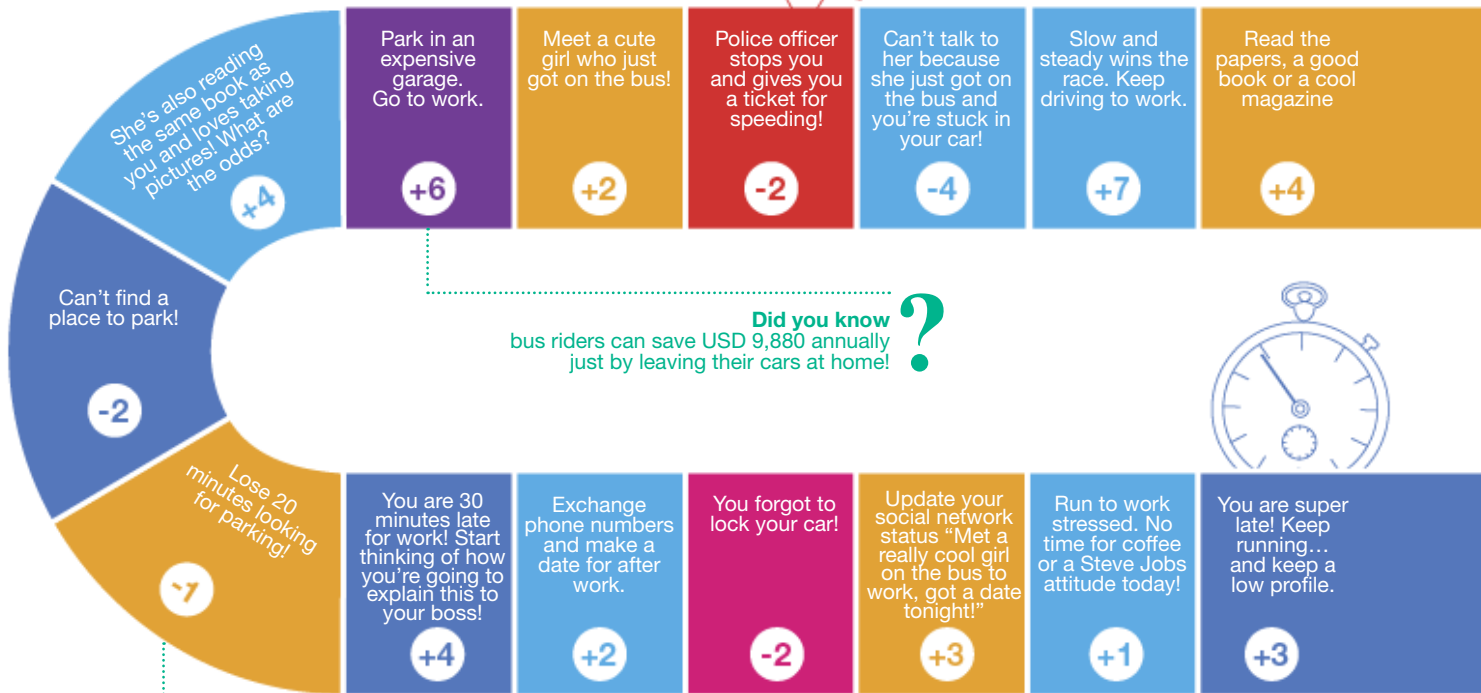 Park in an
expensive
garage.
Go to work.
+6
Meet a cute
girl who just
got on the bus!
+2
Police officer
stops you
and gives you
a ticket for
speeding!
-2
Can't talk to
her because
she just got on
the bus and
you're stuck in
your car!
-4
Slow and
steady wins the
race. Keep
driving to work.
+7
Read the
papers, a good
book or a cool
magazine
+4
She's also reading
the same book as
you and loves taking
pictures! What are
the odds?
+4
Can't find a
place to park!
-2
Lose 20
minutes looking
for parking!
-1
Did you know
bus riders can save USD 9,880 annually
just by leaving their cars at home!
?
You are 30
minutes late
for work! Start
thinking of how
you're going to
explain this to
your boss!
+4
Exchange
phone numbers
and make a
date for after
work.
+2
You forgot to
lock your car!
-2
Update your
social network
status “Met a
really cool girl
on the bus to
work, got a date
tonight!”
+3
Run to work
stressed. No
time for coffee
or a Steve Jobs
attitude today!
+1
You are super
late! Keep
running…
and keep a
low profile.
+3